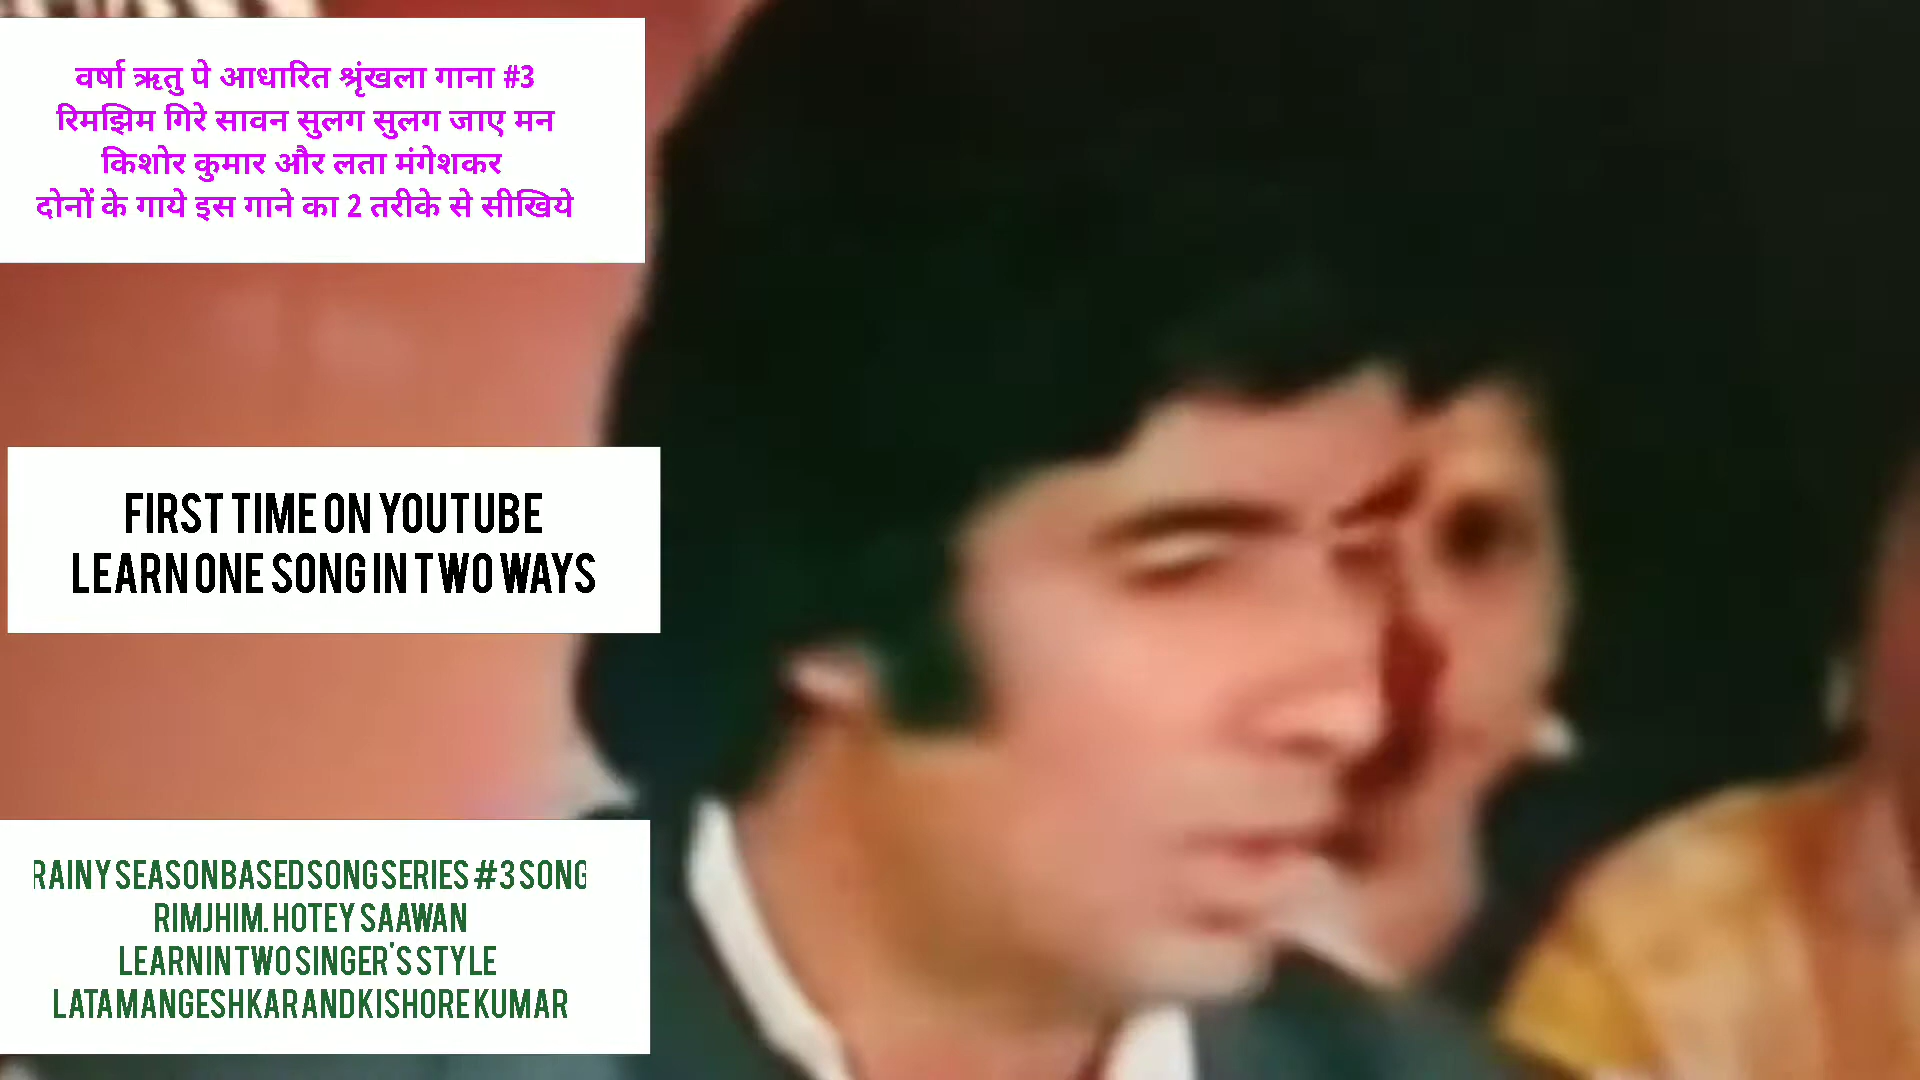 वर्षा ऋतु पे आधारित श्रृंखला गाना #3
रिमझिम गिरे सावन सुलग सुलग जाए मन
किशोर कुमार और लता मंगेशकर
दोनों के गाये इस गाने का 2 तरीके से सीखिये
FIRST TIME ON YOUTUBE
LEARN ONE SONG IN TWO WAYS
RAINY SEASON BASED SONG SERIES #3 SONG
RIMJHIM. HOTEY SAAWAN
LEARN IN TWO SINGER'S STYLE
LATA MANGESHKAR AND KISHORE KUMAR